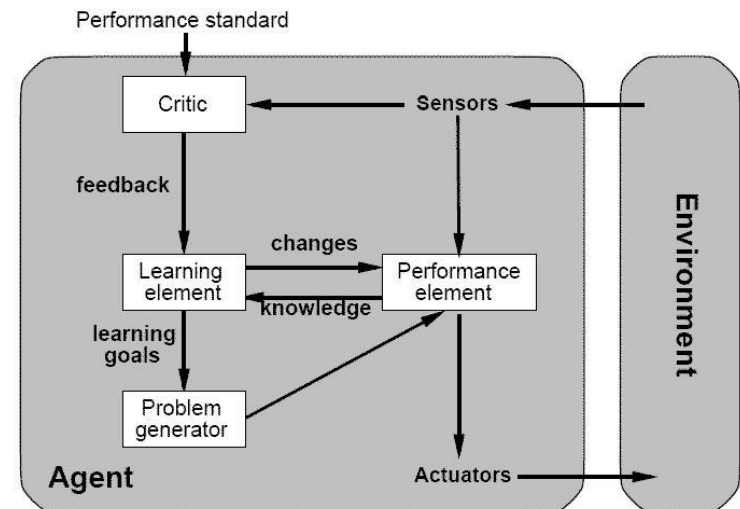 Performance standard
Critic
Sensors
feedback
changes
Learning
element
Performance
element
knowledge
learning
goals
Problem
generator
Agent
Actuators
Environment